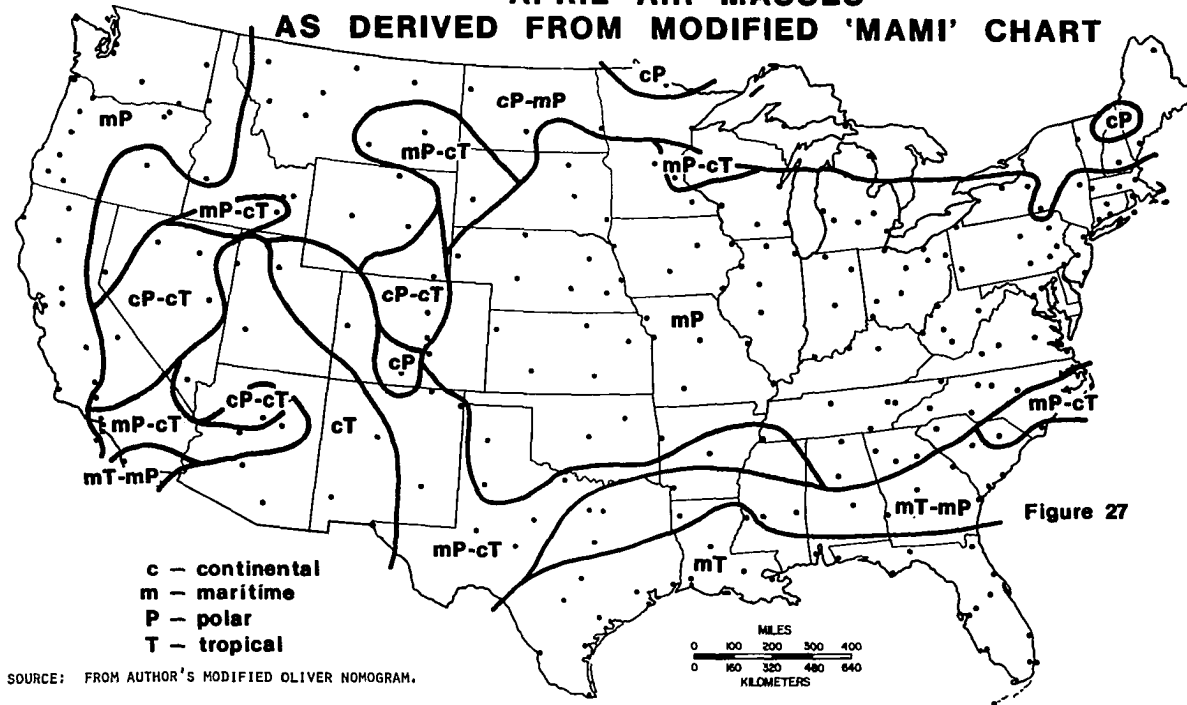 APRIL AIR MASSES
AS DERIVED FROM MODIFIED 'MAMI' CHART
cP
cP-mP
mP
cP
mP-cT
mP-cT
mP-cT
cP-cT
cP-cT
mP
cP
cP-cT
mP-cT
cT
mP-cT
mT-mP
mT-mP
Figure 27
mP-cT
mT
c – continental
m – maritime
P – polar
T – tropical
MILES
0 100 200 300 400
0 160 320 480 640
KILOMETERS
SOURCE: FROM AUTHOR'S MODIFIED OLIVER NOMOGRAM.